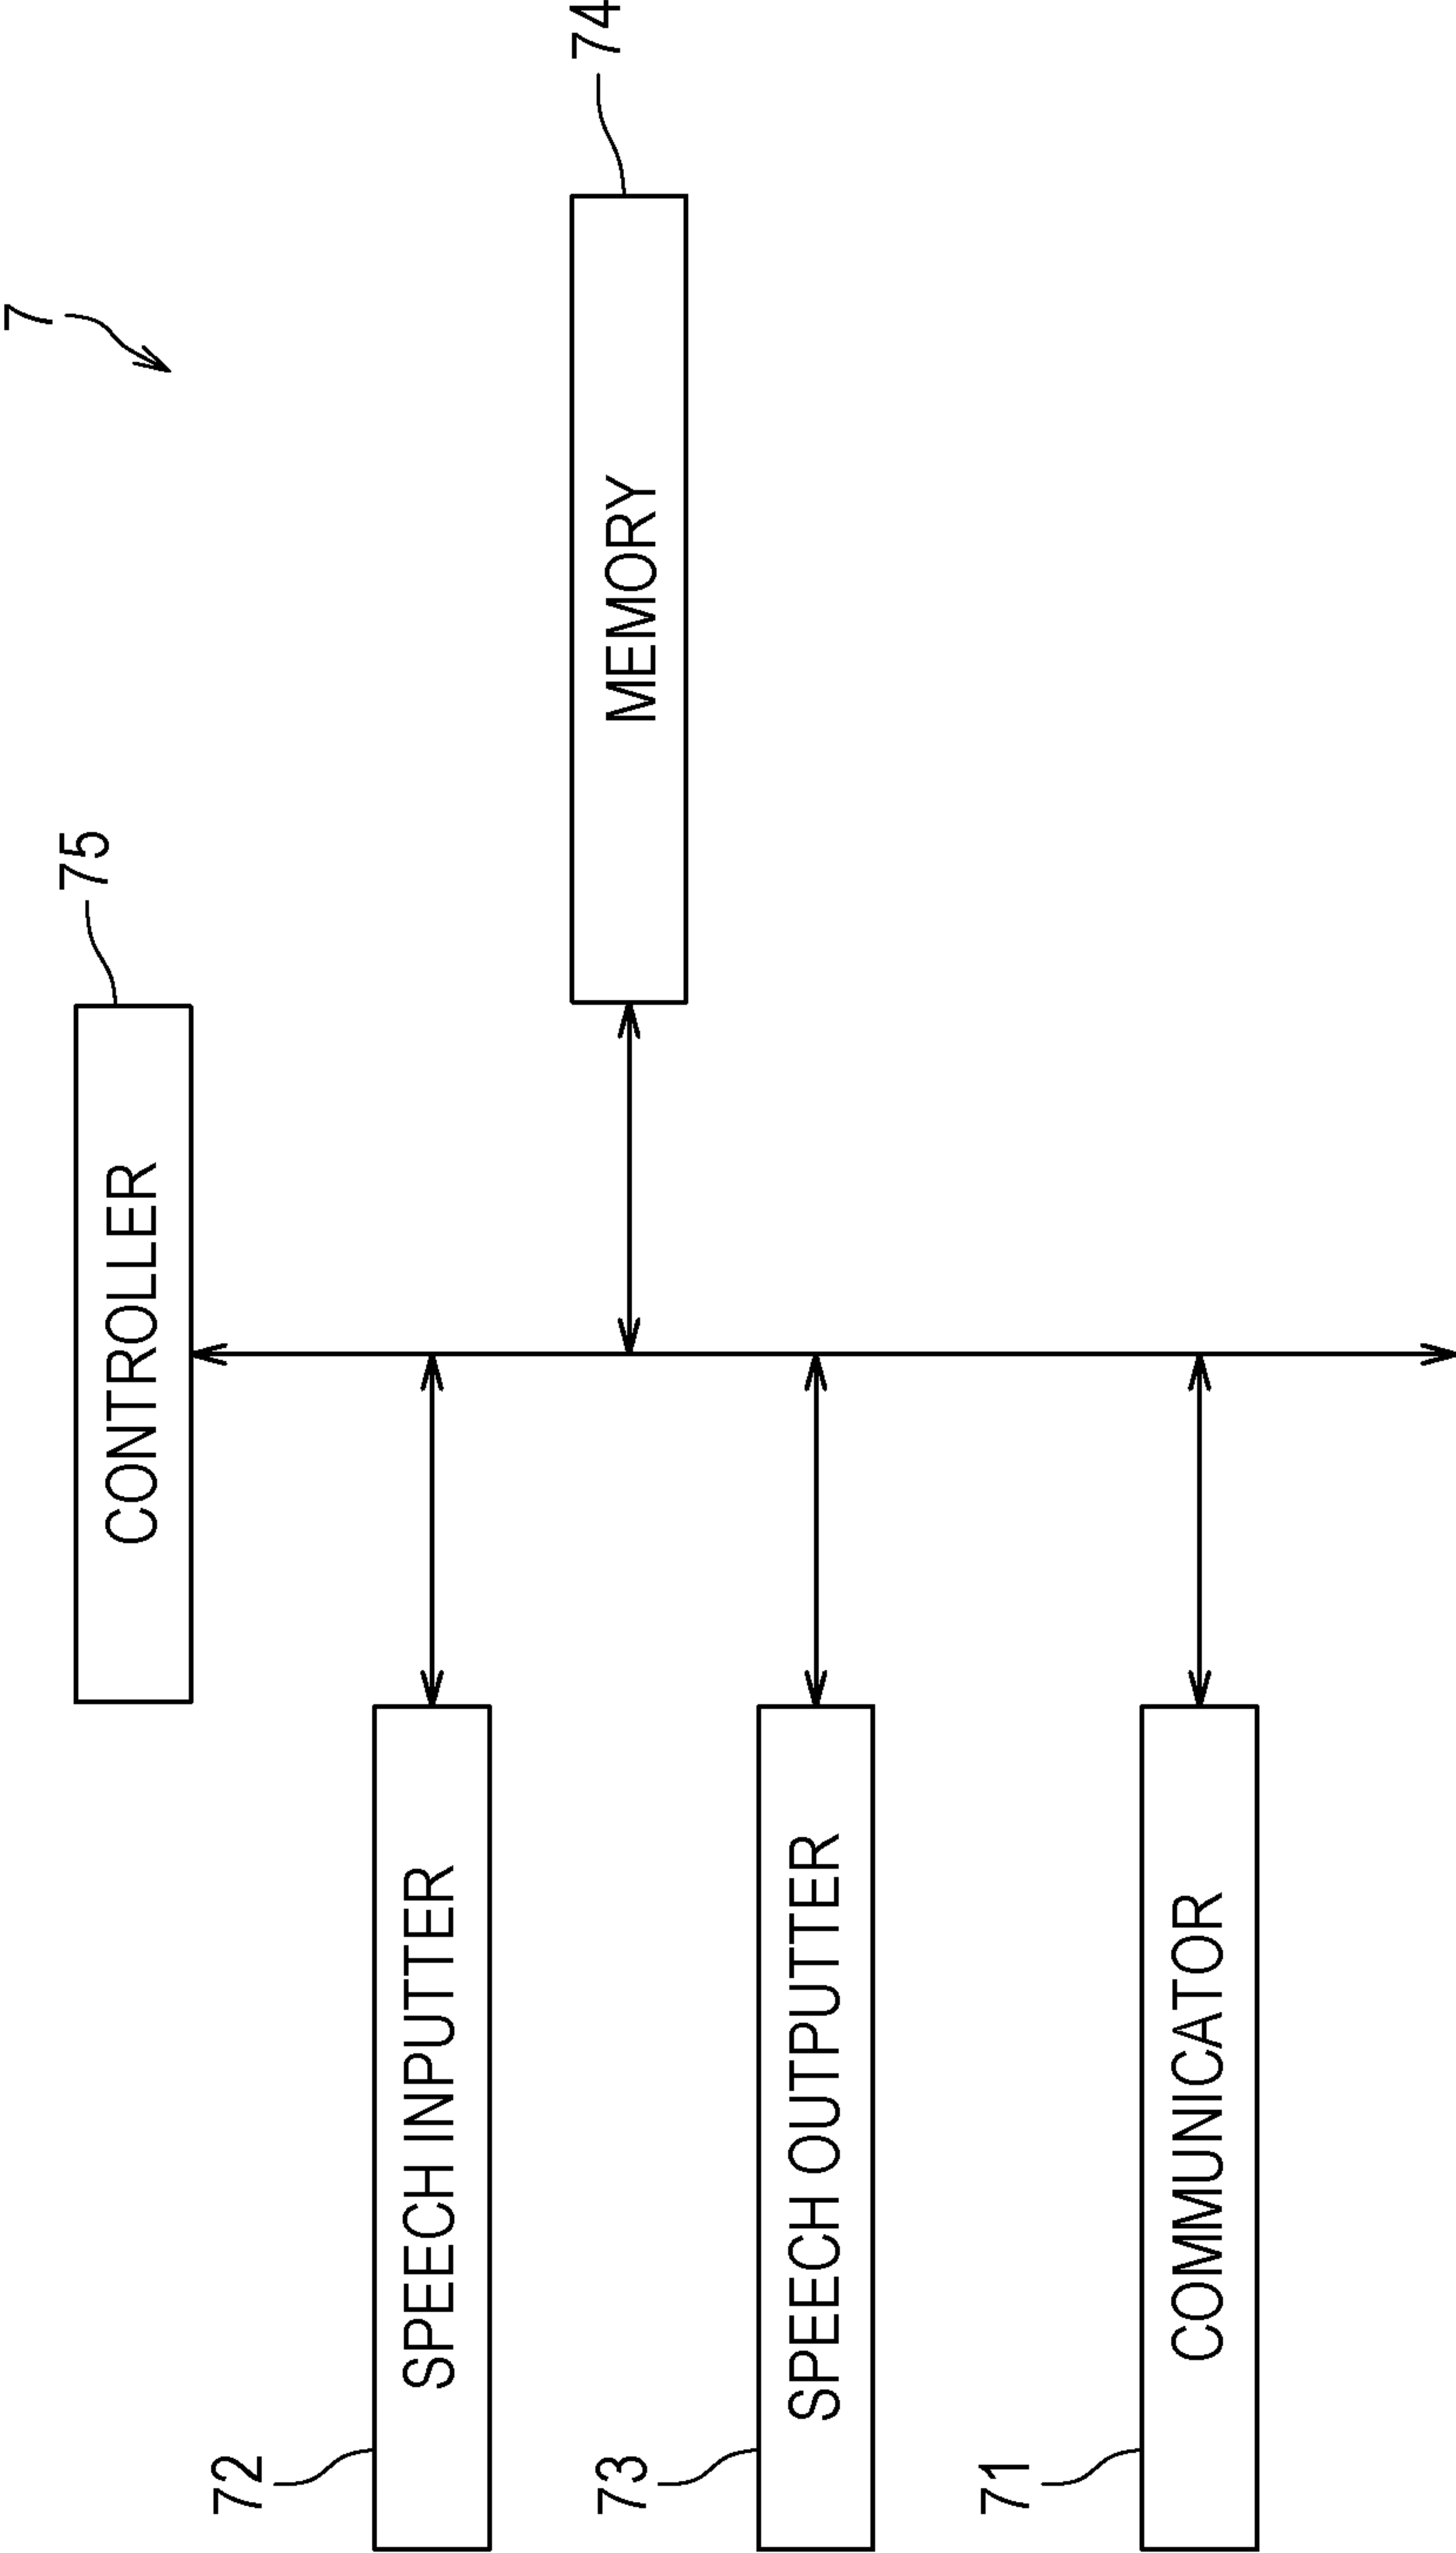 7
75
CONTROLLER
72
SPEECH INPUTTER
74
MEMORY
73
SPEECH OUTPUTTER
71
COMMUNICATOR